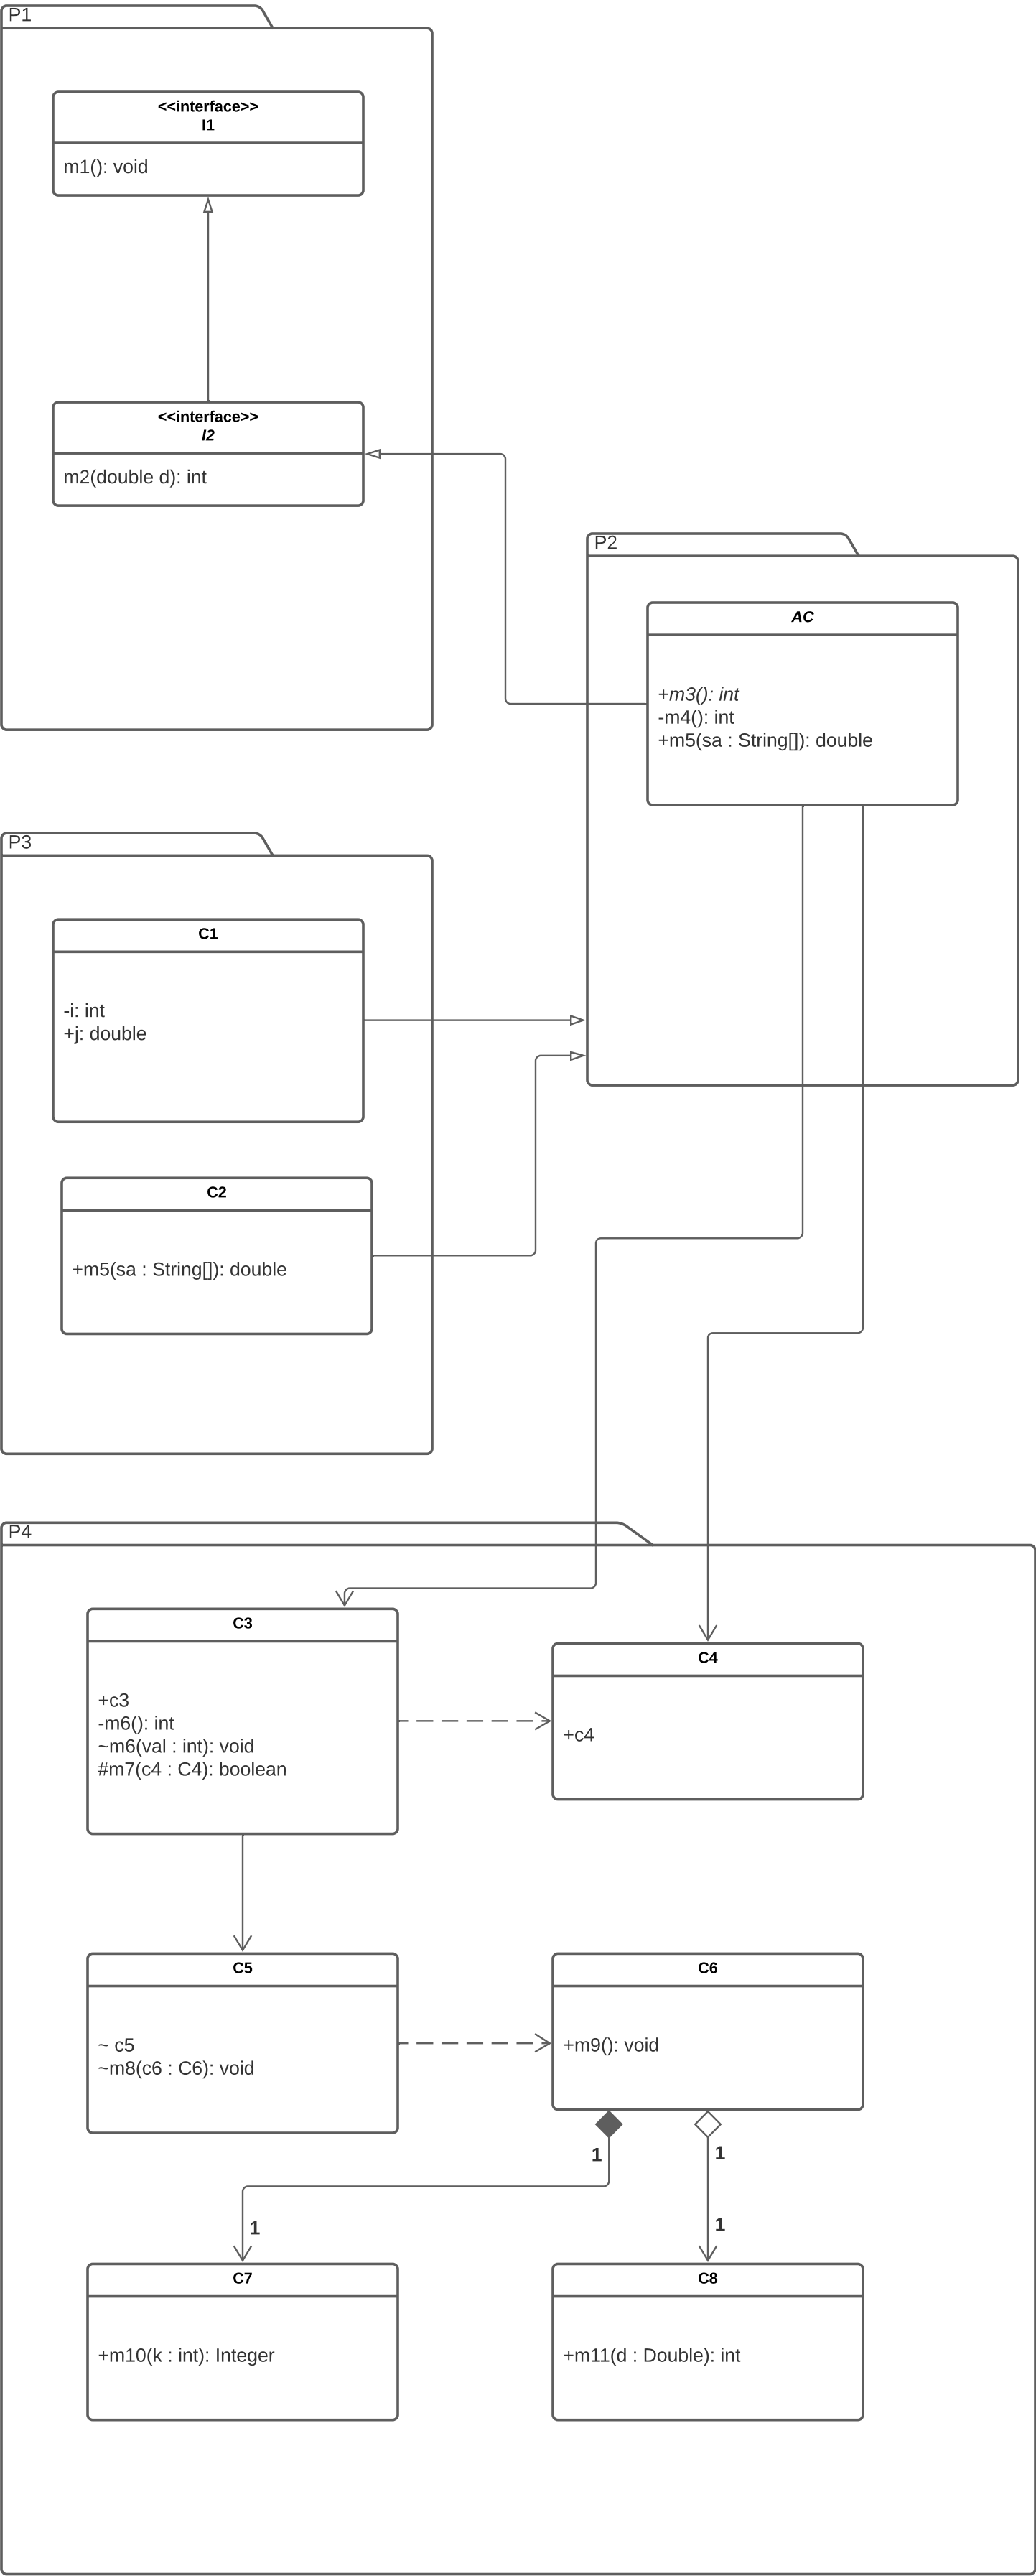 P1
<<interface>>
I1
m1(): void
<<interface>>
I2
m2(double d): int
P2
AC
+m3(): int
-m4(): int
+m5(sa : String[]): double
P3
C1
-i: int
+j: double
C2
+m5(sa : String[]): double
P4
C3
+c3
-m6(): int
~m6(val : int): void
#m7(c4 : C4): boolean
C4
+c4
C5
~ c5
~m8(c6 : C6): void
C6
+m9(): void
1
1
1
1
C7
+m10(k : int): Integer
C8
+m11(d : Double): int